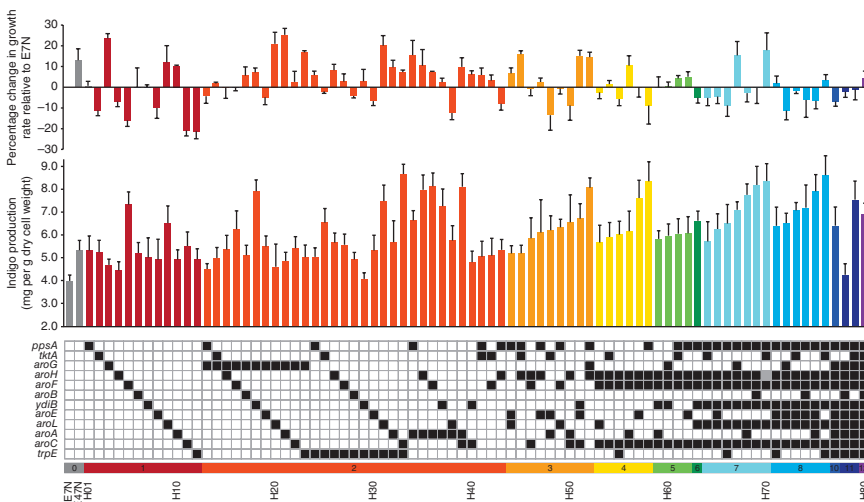 Percentage change in growth
rate relative to E7N
30
20
10
0
−10
−20
−30
Indigo production
(mg per g dry cell weight)
9.0
8.0
7.0
6.0
5.0
4.0
3.0
2.0
ppsA
tktA
aroG
aroH
aroF
aroB
ydiB
aroE
aroL
aroA
aroC
trpE
0 1 2 3 4 5 6 7 8 10 11
E7N
H01
H10
H20
H30
H40
H50
H60
H70